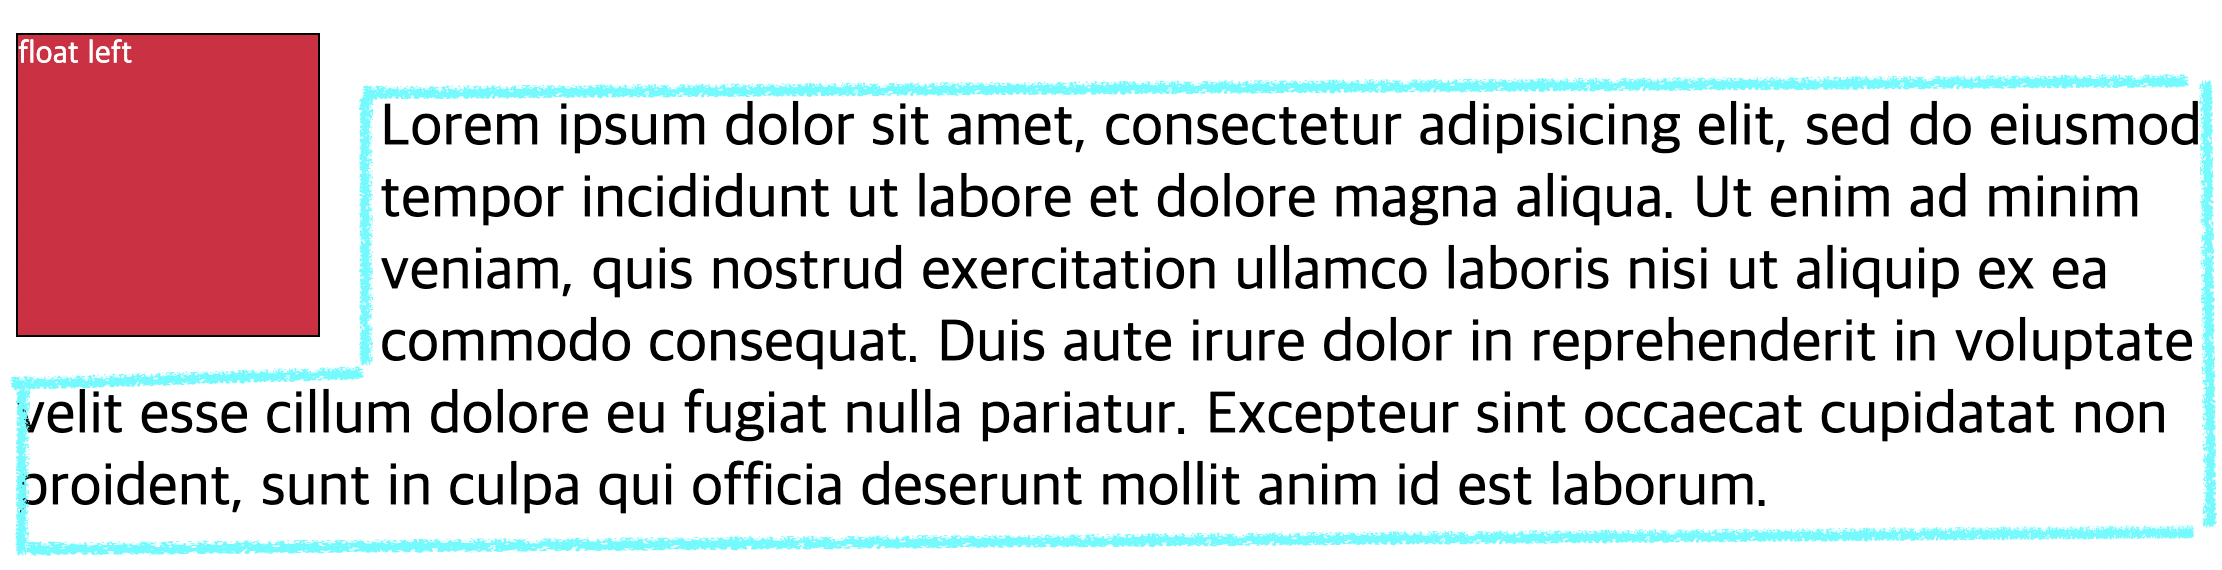 float left
Lorem ipsum dolor sit amet, consectetur adipisicing elit, sed do eiusmod
tempor incididunt ut labore et dolore magna aliqua. Ut enim ad minim
veniam, quis nostrud exercitation ullamco laboris nisi ut aliquip ex ea
commodo consequat. Duis aute irure dolor in reprehenderit in voluptate
velit esse cillum dolore eu fugiat nulla pariatur. Excepteur sint occaecat cupidatat non
proident, sunt in culpa qui officia deserunt mollit anim id est laborum.